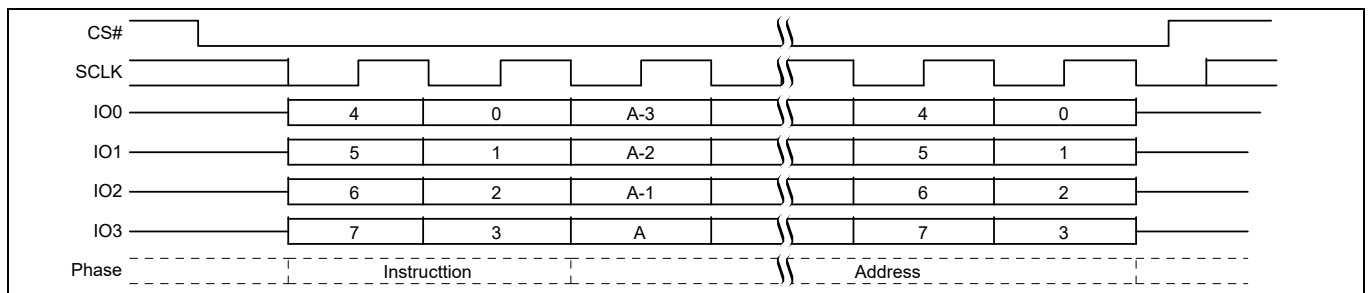 CS#
SCLK
IO0 4 0 A-3 4 0
IO1 5 1 A-2 5 1
IO2 6 2 A-1 6 2
IO3 7 3 A 7 3
Phase Instructtion Address